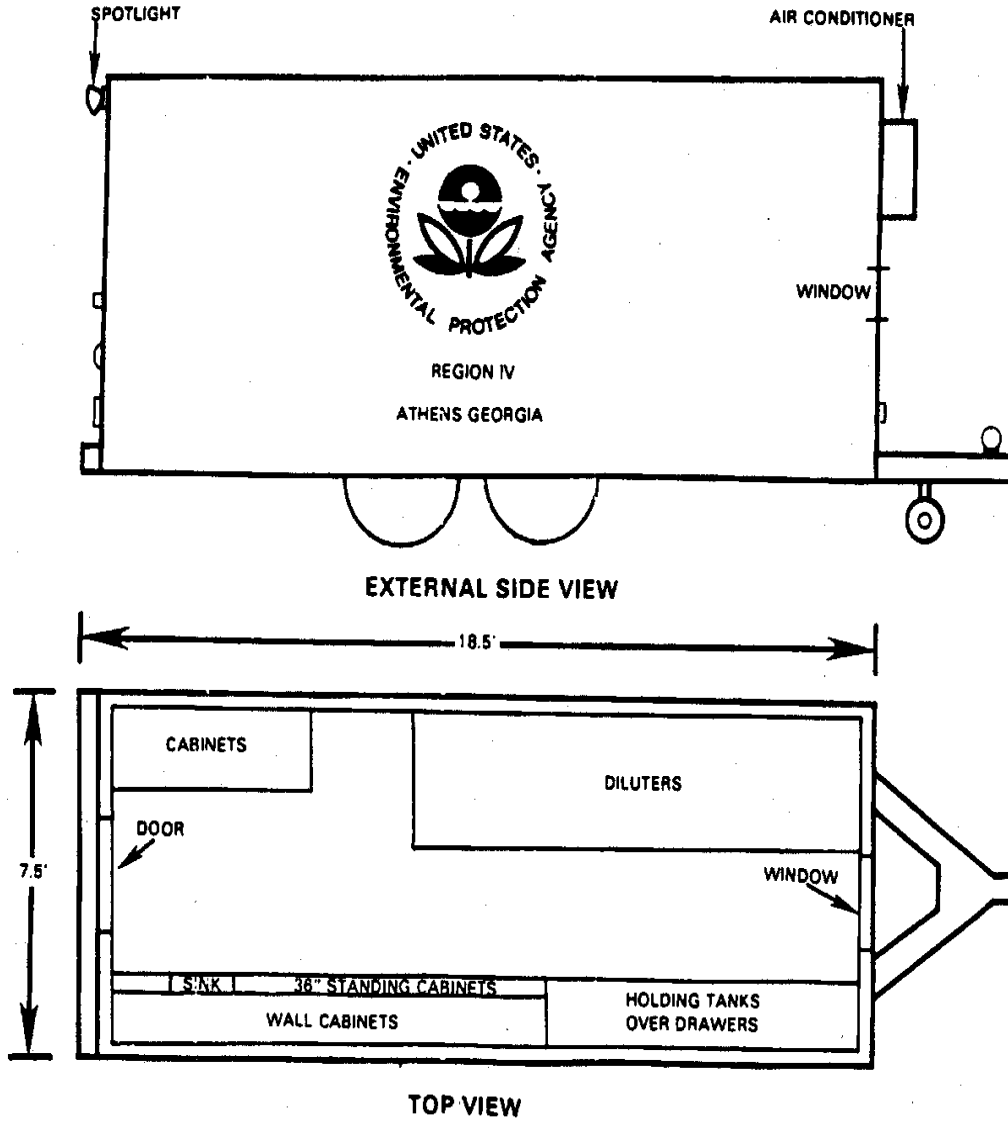 SPOTLIGHT
AIR CONDITIONER
· UNITED STATES · ENVIRONMENTAL PROTECTION AGENCY
WINDOW
REGION IV
ATHENS GEORGIA
EXTERNAL SIDE VIEW
18.5'
CABINETS
DILUTERS
DOOR
7.5'
WINDOW
SINK
36" STANDING CABINETS
HOLDING TANKS
OVER DRAWERS
WALL CABINETS
TOP VIEW